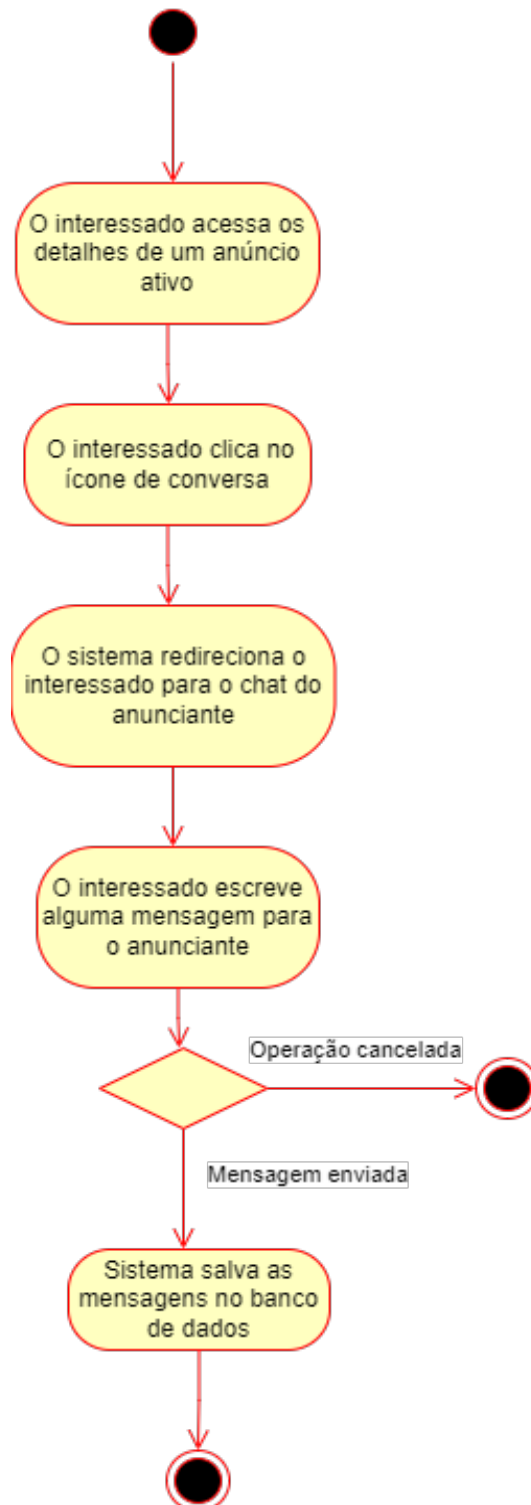 O interessado acessa os
detalhes de um anúncio
ativo
O interessado clica no
ícone de conversa
O sistema redireciona o
interessado para o chat do
anunciante
O interessado escreve
alguma mensagem para
o anunciante
Operação cancelada
Mensagem enviada
Sistema salva as
mensagens no banco
de dados